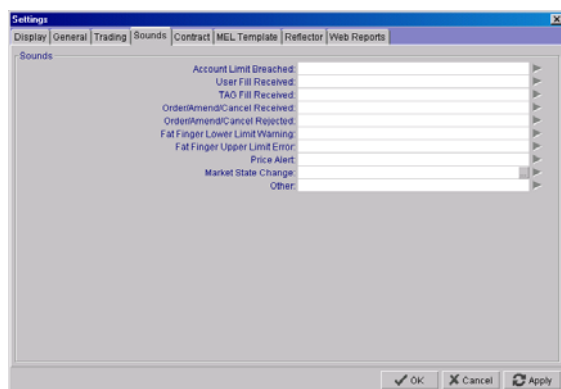 Settings
Display General Trading Sounds Contract MEL Template Reflector Web Reports
Sounds
Account Limit Breached:
User Fill Received:
TAG Fill Received:
Order/Amend/Cancel Received:
Order/Amend/Cancel Rejected:
Fat Finger Lower Limit Warning:
Fat Finger Upper Limit Error:
Price Alert:
Market State Change:
Other:
OK Cancel Apply